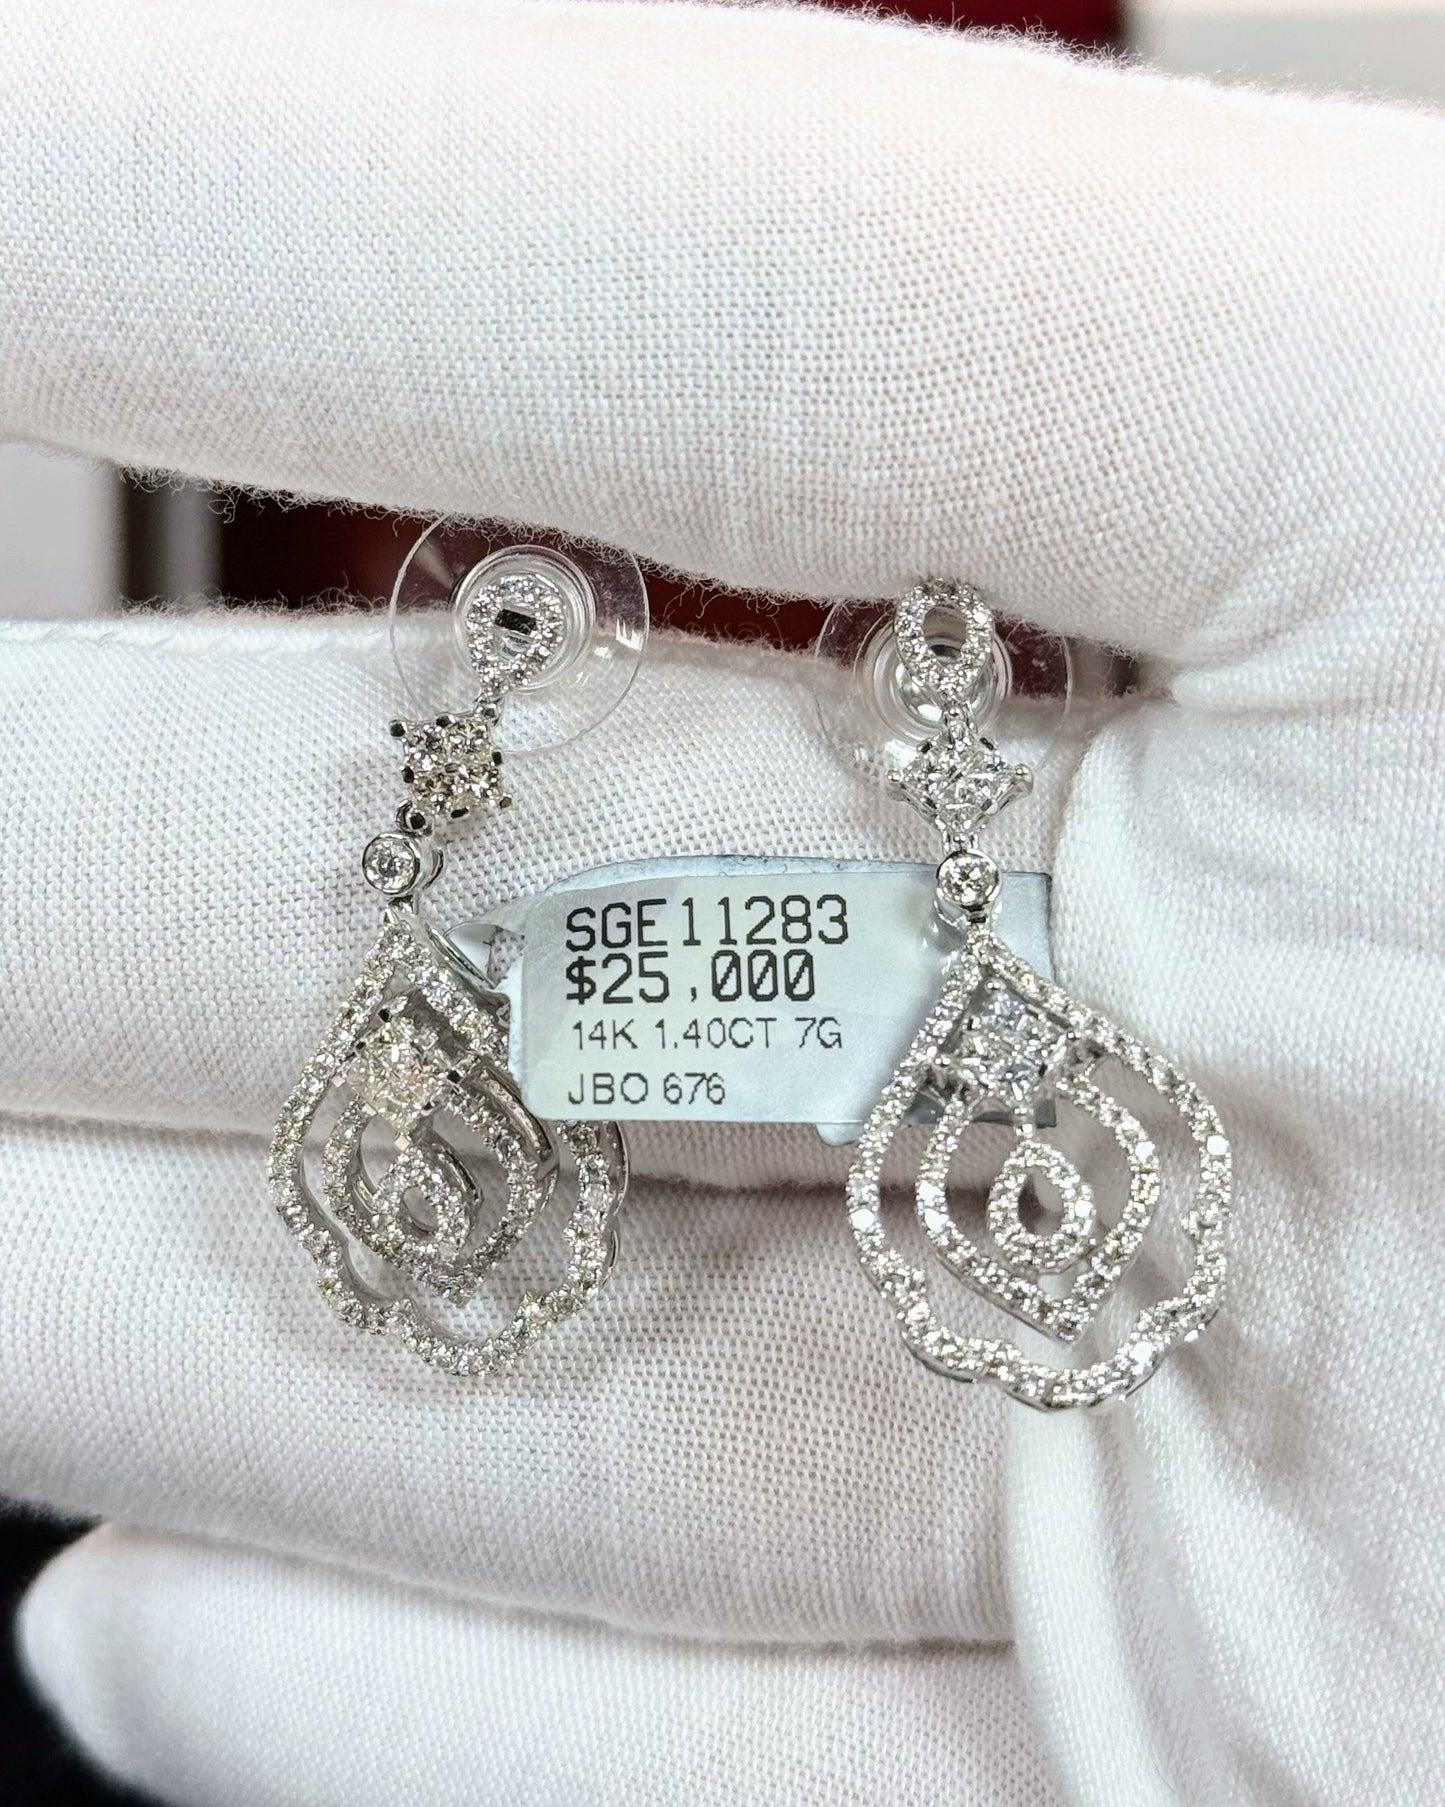 SGE11283
$25,000
14K 1.40CT 7G
JBO 676